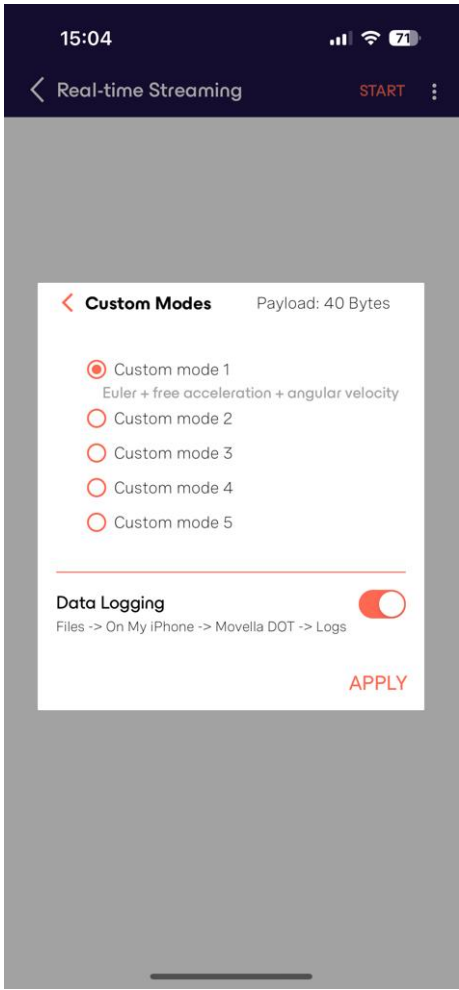 15:04
71
Real-time Streaming START
Custom Modes Payload: 40 Bytes
Custom mode 1
Euler + free acceleration + angular velocity
Custom mode 2
Custom mode 3
Custom mode 4
Custom mode 5
Data Logging
Files -> On My iPhone -> Movella DOT -> Logs
APPLY